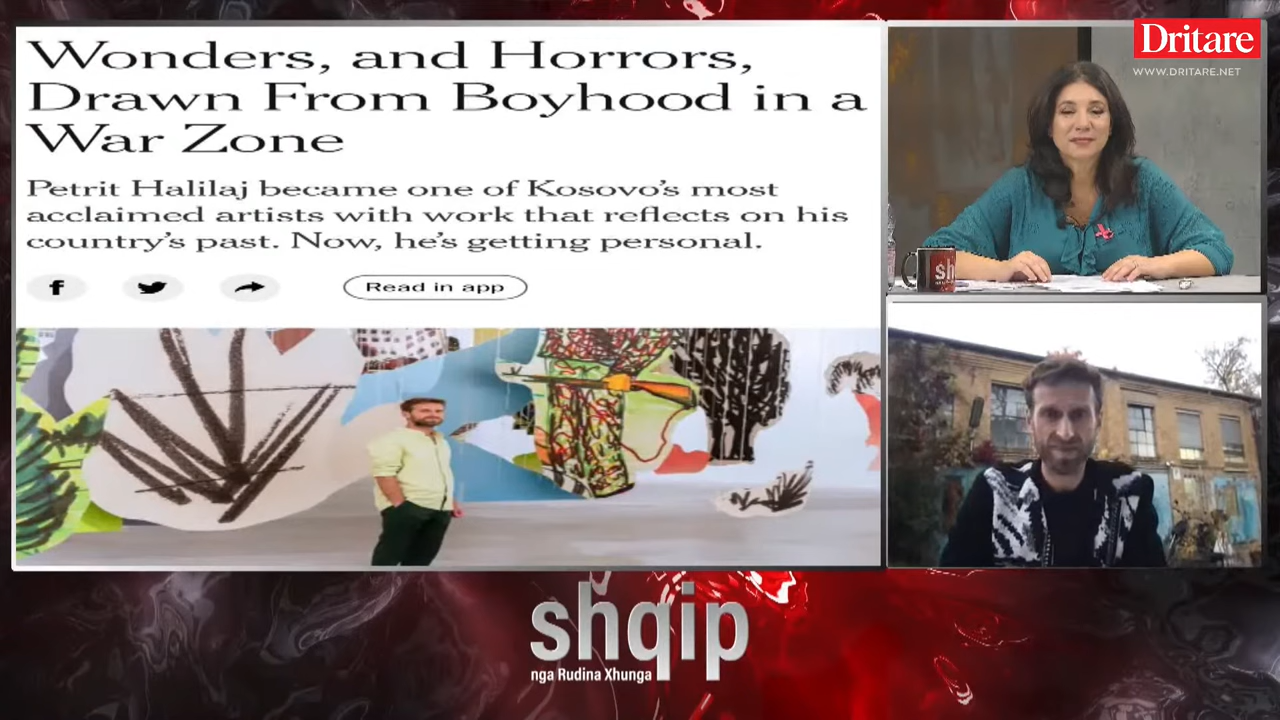 Wonders, and Horrors,
Drawn From Boyhood in a
War Zone
Petrit Halilaj became one of Kosovo's most
acclaimed artists with work that reflects on his
country's past. Now, he's getting personal.
f
Read in app
Dritare
WWW.DRITARE.NET
sh
shqip
nga Rudina Xhunga